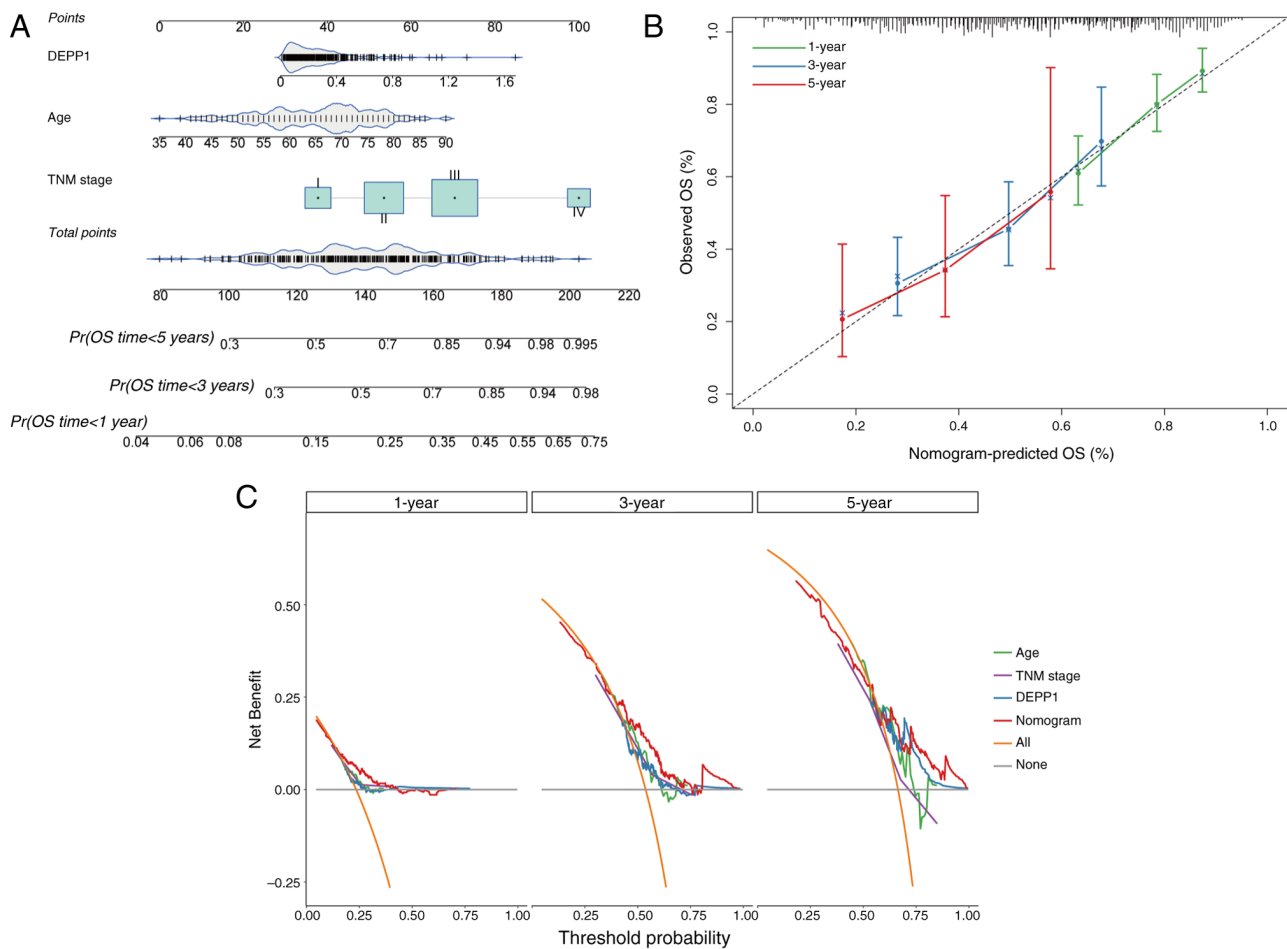 A
Points
0 20 40 60 80 100
DEPP1
0 0.4 0.8 1.2 1.6
Age
35 40 45 50 55 60 65 70 75 80 85 90
TNM stage
I
II
III
IV
Total points
80 100 120 140 160 180 200 220
Pr(OS time<5 years)
0.3 0.5 0.7 0.85 0.94 0.98 0.995
Pr(OS time<3 years)
0.3 0.5 0.7 0.85 0.94 0.98
Pr(OS time<1 year)
0.04 0.06 0.08 0.15 0.25 0.35 0.45 0.55 0.65 0.75
B
1-year
3-year
5-year
Observed OS (%)
1.0
0.8
0.6
0.4
0.2
0.0
0.0 0.2 0.4 0.6 0.8 1.0
Nomogram-predicted OS (%)
C
1-year 3-year 5-year
Net Benefit
0.50
0.25
0.00
−0.25
0.00 0.25 0.50 0.75 1.00 0.00 0.25 0.50 0.75 1.00 0.00 0.25 0.50 0.75 1.00
Threshold probability
Age
TNM stage
DEPP1
Nomogram
All
None